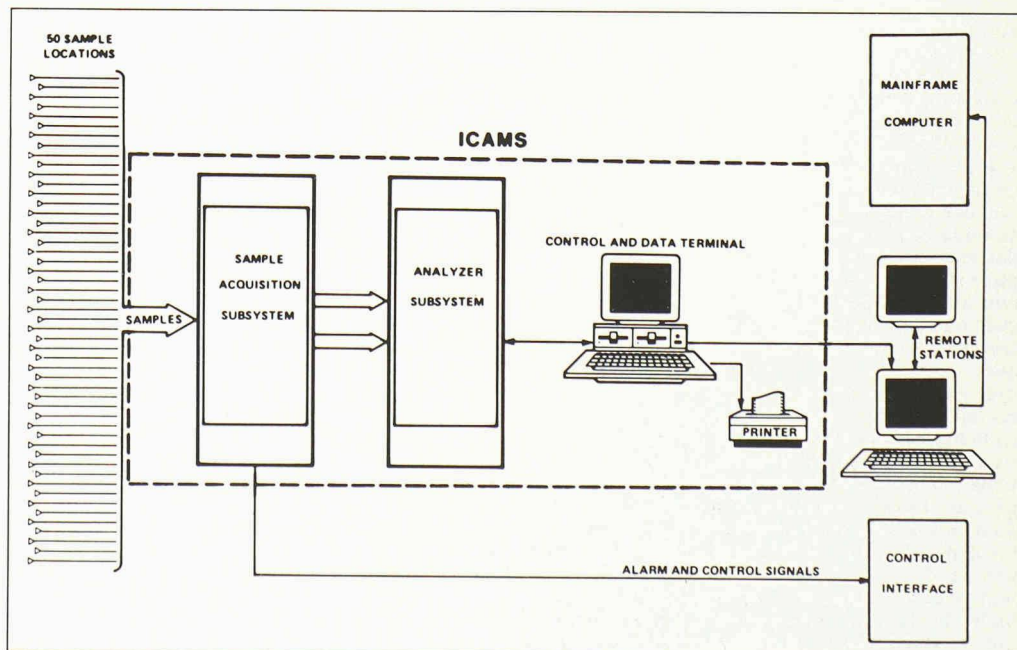 50 SAMPLE
LOCATIONS
ICAMS
SAMPLES
SAMPLE
ACQUISITION
SUBSYSTEM
ANALYZER
SUBSYSTEM
CONTROL AND DATA TERMINAL
PRINTER
MAINFRAME
COMPUTER
REMOTE
STATIONS
ALARM AND CONTROL SIGNALS
CONTROL
INTERFACE